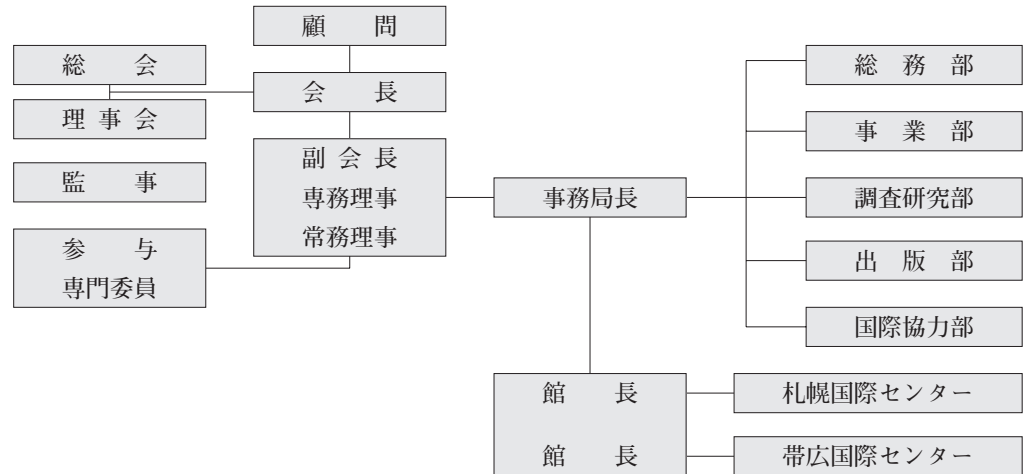 顧　　問
総　　会
会　　長
理 事 会
監　　事
副 会 長
専務理事
常務理事
参　　与
専門委員
事務局長
総　務　部
事　業　部
調査研究部
出　版　部
国際協力部
館　　長
札幌国際センター
館　　長
帯広国際センター